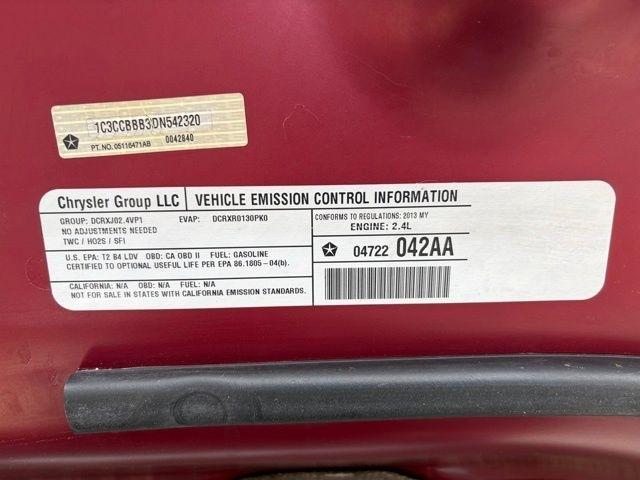 1C3CCBBB3DN542320
0042840
PT. NO. 05116471AB
Chrysler Group LLC VEHICLE EMISSION CONTROL INFORMATION
GROUP: DCRXJ02.4VP1 EVAP: DCRXR0130PK0
NO ADJUSTMENTS NEEDED
TWC / HO2S / SFI
U.S. EPA: T2 B4 LDV OBD: CA OBD II FUEL: GASOLINE
CERTIFIED TO OPTIONAL USEFUL LIFE PER EPA 86.1805-04(b).
CALIFORNIA: N/A OBD: N/A FUEL: N/A
NOT FOR SALE IN STATES WITH CALIFORNIA EMISSION STANDARDS.
CONFORMS TO REGULATIONS: 2013 MY
ENGINE: 2.4L
04722 042AA